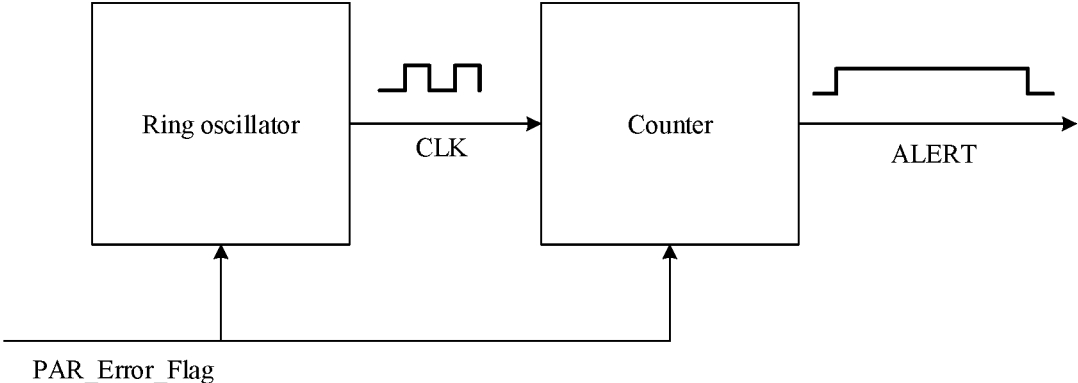 Ring oscillator
CLK
Counter
ALERT
PAR_Error_Flag